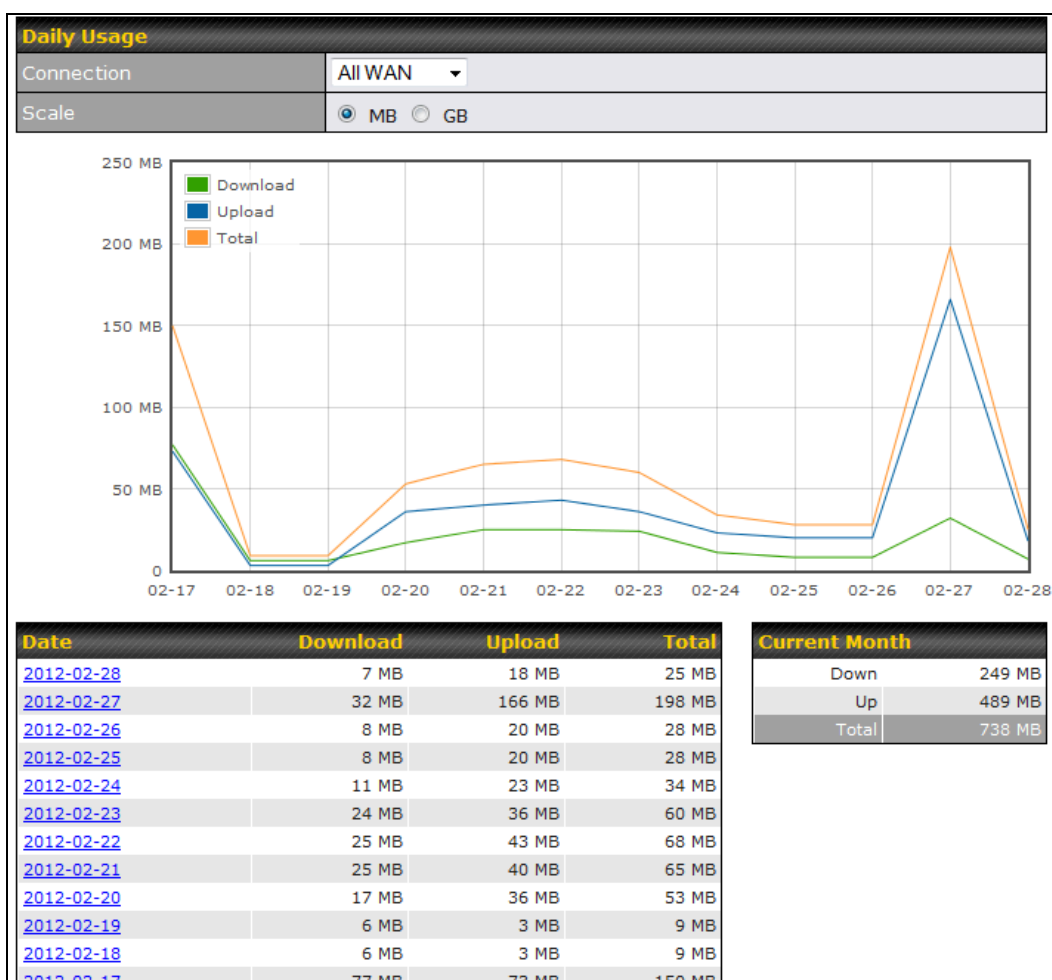 Daily Usage
Connection All WAN
Scale MB GB
250 MB
200 MB
150 MB
100 MB
50 MB
0
Download
Upload
Total
02-17 02-18 02-19 02-20 02-21 02-22 02-23 02-24 02-25 02-26 02-27 02-28
Date Download Upload Total
2012-02-28 7 MB 18 MB 25 MB
2012-02-27 32 MB 166 MB 198 MB
2012-02-26 8 MB 20 MB 28 MB
2012-02-25 8 MB 20 MB 28 MB
2012-02-24 11 MB 23 MB 34 MB
2012-02-23 24 MB 36 MB 60 MB
2012-02-22 25 MB 43 MB 68 MB
2012-02-21 25 MB 40 MB 65 MB
2012-02-20 17 MB 36 MB 53 MB
2012-02-19 6 MB 3 MB 9 MB
2012-02-18 6 MB 3 MB 9 MB
2012-02-17 77 MB MB MB
Current Month
Down 249 MB
Up 489 MB
Total 738 MB